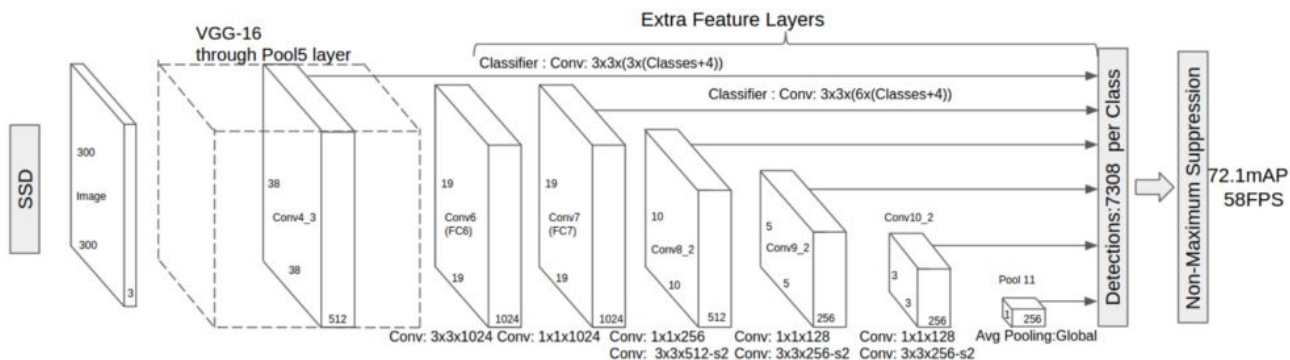 Extra Feature Layers
VGG-16
through Pool5 layer
Classifier : Conv: 3x3x(3x(Classes+4))
Classifier : Conv: 3x3x(6x(Classes+4))
SSD
300
Image
300
3
38
Conv4_3
38
512
19
Conv6
(FC6)
19
1024
19
Conv7
(FC7)
19
1024
10
Conv8_2
10
512
5
Conv9_2
5
256
Conv10_2
3
3
256
Pool 11
1
256
Detections:7308 per Class
Non-Maximum Suppression
72.1mAP
58FPS
Conv: 3x3x1024
Conv: 1x1x1024
Conv: 1x1x256
Conv: 3x3x512-s2
Conv: 1x1x128
Conv: 3x3x256-s2
Conv: 1x1x128
Conv: 3x3x256-s2
Avg Pooling:Global